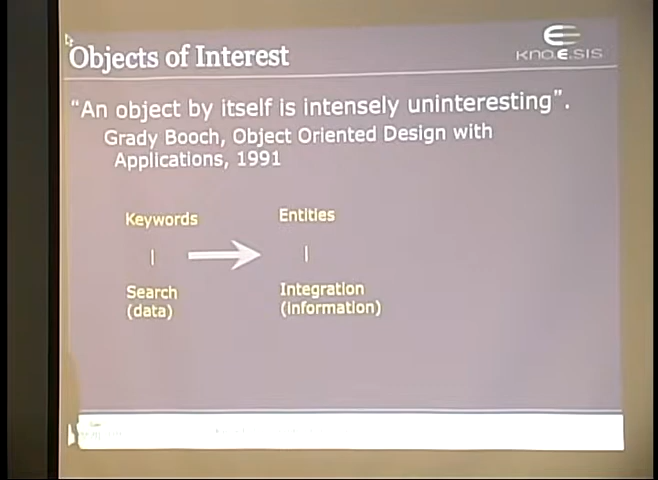 Objects of Interest
KNO.E.SIS
“An object by itself is intensely uninteresting”.
Grady Booch, Object Oriented Design with
Applications, 1991
Keywords
Entities
|
|
Search
(data)
Integration
(information)